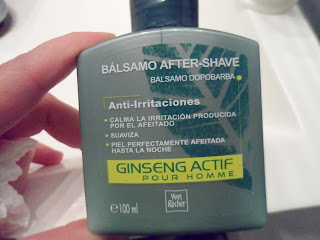 BÁLSAMO AFTER-SHAVE
BALSAMO DOPOBARBA
Anti-Irritaciones
• CALMA LA IRRITACIÓN PRODUCIDA
POR EL AFEITADO
• SUAVIZA
• PIEL PERFECTAMENTE AFEITADA
HASTA LA NOCHE
GINSENG ACTIF
POUR HOMME
YVES
ROCHER
e 100 ml